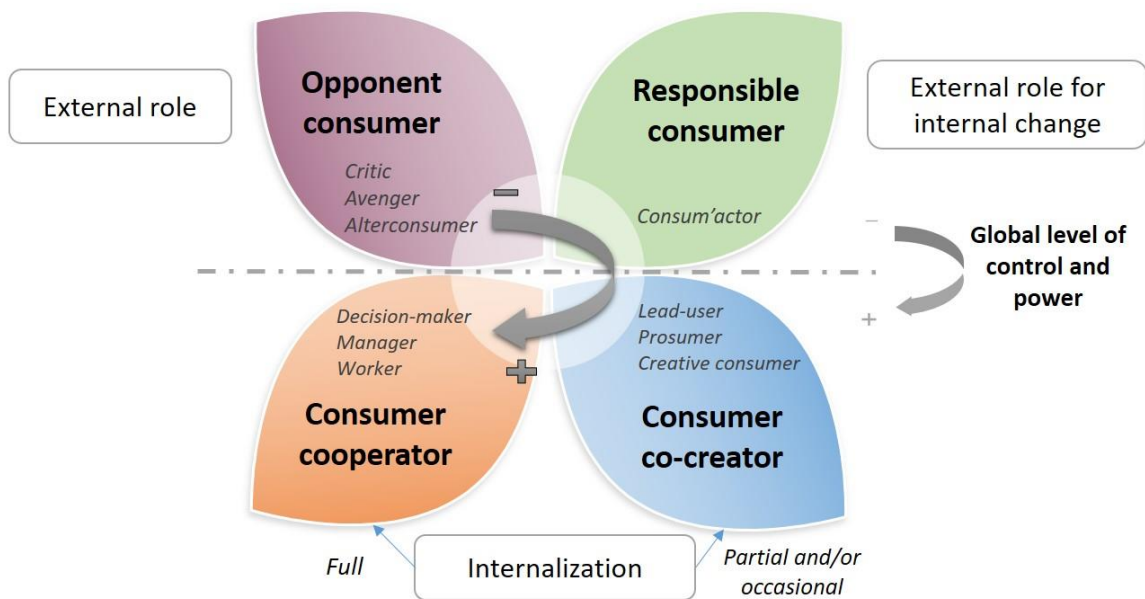 External role
Opponent
consumer
Critic
Avenger
Alterconsumer
Responsible
consumer
Consum'actor
External role for
internal change
Global level of
control and
power
Decision-maker
Manager
Worker
Consumer
cooperator
Lead-user
Prosumer
Creative consumer
Consumer
co-creator
Full
Internalization
Partial and/or
occasional